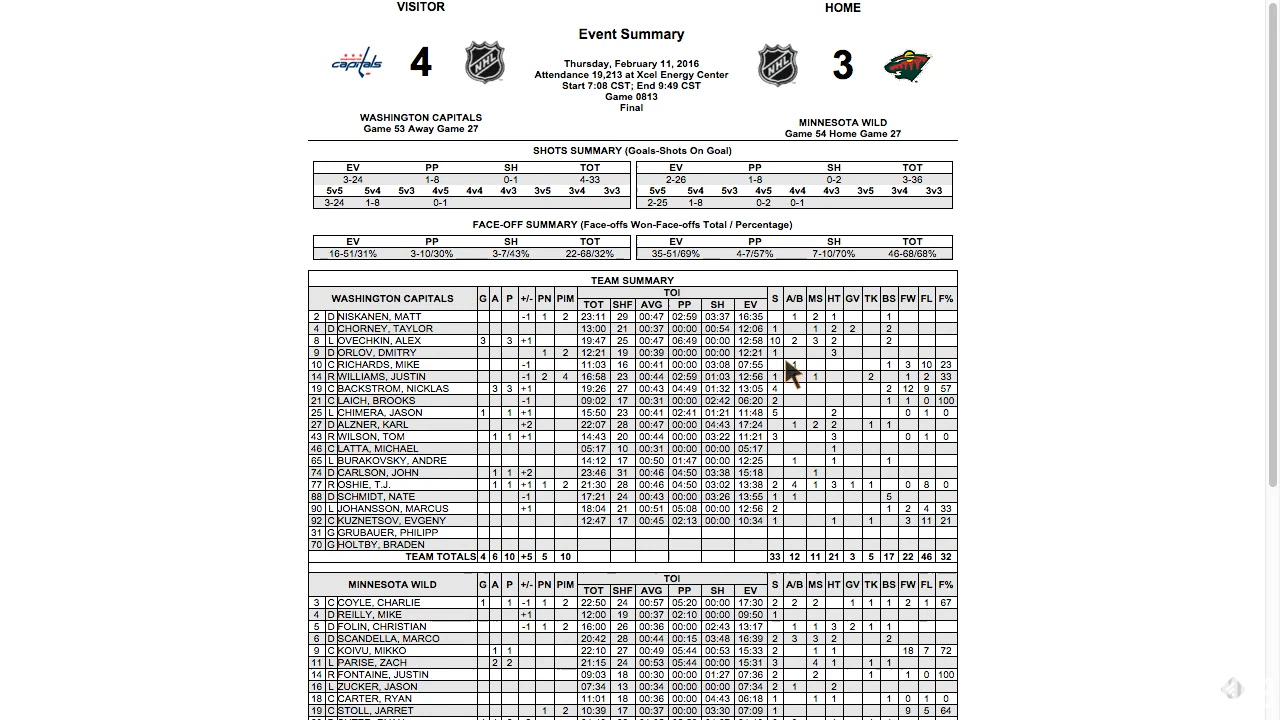 VISITOR
HOME
Event Summary
capitals 4 NHL
NHL 3
Thursday, February 11, 2016
Attendance 19,213 at Xcel Energy Center
Start 7:08 CST; End 9:49 CST
Game 0813
Final
WASHINGTON CAPITALS
Game 53 Away Game 27
MINNESOTA WILD
Game 54 Home Game 27
SHOTS SUMMARY (Goals-Shots On Goal)
EV PP SH TOT EV PP SH TOT
3-24 1-8 0-1 4-33 2-26 1-8 0-2 3-36
5v5 5v4 5v3 4v5 4v4 4v3 3v5 3v4 3v3 5v5 5v4 5v3 4v5 4v4 4v3 3v5 3v4 3v3
3-24 1-8 0-1 2-25 1-8 0-2 0-1
FACE-OFF SUMMARY (Face-offs Won-Face-offs Total / Percentage)
EV PP SH TOT EV PP SH TOT
16-51/31% 3-10/30% 3-7/43% 22-68/32% 35-51/69% 4-7/57% 7-10/70% 46-68/68%
TEAM SUMMARY
WASHINGTON CAPITALS G A P +/- PN PIM TOI S A/B MS HT GV TK BS FW FL F%
TOT SHF AVG PP SH EV
2 D NISKANEN, MATT -1 1 2 23:11 29 00:47 02:59 03:37 16:35 1 2 1 1
4 D CHORNEY, TAYLOR 13:00 21 00:37 00:00 00:54 12:06 1 1 2 2 2
8 L OVECHKIN, ALEX 3 3 +1 19:47 25 00:47 06:49 00:00 12:58 10 2 3 2 2
9 D ORLOV, DMITRY 1 2 12:21 19 00:39 00:00 00:00 12:21 1 3
10 C RICHARDS, MIKE -1 11:03 16 00:41 00:00 03:08 07:55 1 3 10 23
14 R WILLIAMS, JUSTIN -1 2 4 16:58 23 00:44 02:59 01:03 12:56 1 1 2 1 2 33
19 C BACKSTROM, NICKLAS 3 3 +1 19:26 27 00:43 04:49 01:32 13:05 4 2 12 9 57
21 C LAICH, BROOKS -1 09:02 17 00:31 00:00 02:42 06:20 2 1 1 0 100
25 L CHIMERA, JASON 1 1 +1 15:50 23 00:41 02:41 01:21 11:48 5 2 0 1 0
27 D ALZNER, KARL +2 22:07 28 00:47 00:00 04:43 17:24 1 2 2 1 1
43 R WILSON, TOM 1 1 +1 14:43 20 00:44 00:00 03:22 11:21 3 3 0 1 0
46 C LATTA, MICHAEL 05:17 10 00:31 00:00 00:00 05:17 1
65 L BURAKOVSKY, ANDRE 14:12 17 00:50 01:47 00:00 12:25 1 1 1
74 D CARLSON, JOHN 1 1 +2 23:46 31 00:46 04:50 03:38 15:18 1
77 R OSHIE, T.J. 1 1 +1 1 2 21:30 28 00:46 04:50 03:02 13:38 2 4 1 3 1 1 0 8 0
88 D SCHMIDT, NATE -1 17:21 24 00:43 00:00 03:26 13:55 1 1 5
90 L JOHANSSON, MARCUS +1 18:04 21 00:51 05:08 00:00 12:56 2 1 2 4 33
92 C KUZNETSOV, EVGENY 12:47 17 00:45 02:13 00:00 10:34 1 1 1 3 11 21
31 G GRUBAUER, PHILIPP
70 G HOLTBY, BRADEN
TEAM TOTALS 4 6 10 +5 5 10 33 12 11 21 3 5 17 22 46 32
MINNESOTA WILD G A P +/- PN PIM TOI S A/B MS HT GV TK BS FW FL F%
TOT SHF AVG PP SH EV
3 C COYLE, CHARLIE 1 1 -1 1 2 22:50 24 00:57 05:20 00:00 17:30 2 2 2 1 1 1 2 1 67
4 D REILLY, MIKE +1 12:00 19 00:37 02:10 00:00 09:50 1
5 D FOLIN, CHRISTIAN -1 1 2 16:00 26 00:36 00:00 02:43 13:17 1 1 3 2 1 1
6 D SCANDELLA, MARCO 20:42 28 00:44 00:15 03:48 16:39 2 3 3 2 2
9 C KOIVU, MIKKO 1 1 22:10 27 00:49 05:44 00:53 15:33 2 1 1 18 7 72
11 L PARISE, ZACH 2 2 21:15 24 00:53 05:44 00:00 15:31 3 4 1 1 1
14 R FONTAINE, JUSTIN 09:03 18 00:30 00:00 01:27 07:36 2 2 1 1 0 100
16 L ZUCKER, JASON 07:34 13 00:34 00:00 00:00 07:34 2 1 2
18 C CARTER, RYAN 11:01 18 00:36 00:00 04:43 06:18 1 1 1 0 1 0
19 C STOLL, JARRET 1 2 10:39 17 00:37 00:00 03:30 07:09 1 9 5 64